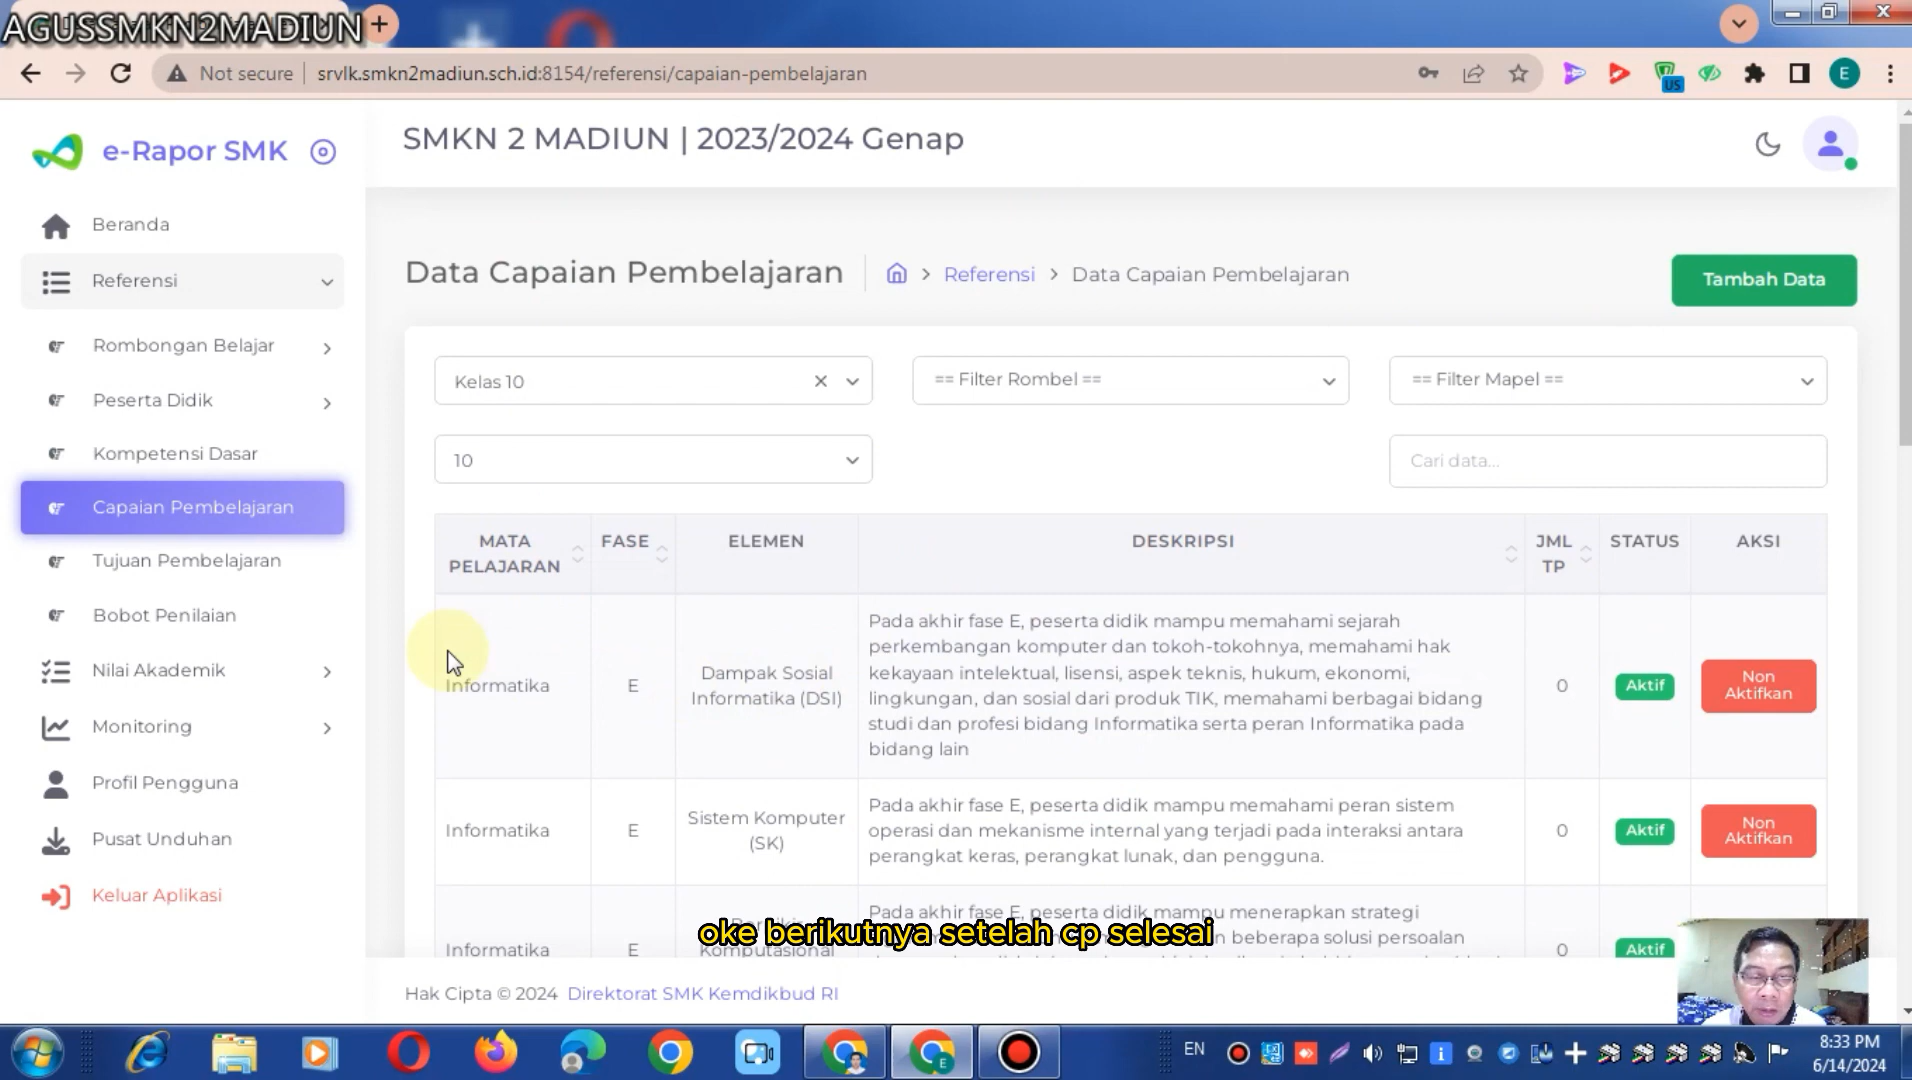 AGUSSMKN2MADIUN
Not secure
srvlk.smkn2madiun.sch.id:8154/referensi/capaian-pembelajaran
US
E
e-Rapor SMK
SMKN 2 MADIUN | 2023/2024 Genap
Beranda
Referensi
Rombongan Belajar
Peserta Didik
Kompetensi Dasar
Capaian Pembelajaran
Tujuan Pembelajaran
Bobot Penilaian
Nilai Akademik
Monitoring
Profil Pengguna
Pusat Unduhan
Keluar Aplikasi
Data Capaian Pembelajaran
Referensi > Data Capaian Pembelajaran
Tambah Data
Kelas 10
== Filter Rombel ==
== Filter Mapel ==
10
Cari data...
MATA
PELAJARAN
FASE
ELEMEN
DESKRIPSI
JML
TP
STATUS
AKSI
Informatika
E
Dampak Sosial
Informatika (DSI)
Pada akhir fase E, peserta didik mampu memahami sejarah
perkembangan komputer dan tokoh-tokohnya, memahami hak
kekayaan intelektual, lisensi, aspek teknis, hukum, ekonomi,
lingkungan, dan sosial dari produk TIK, memahami berbagai bidang
studi dan profesi bidang Informatika serta peran Informatika pada
bidang lain
0
Aktif
Non
Aktifkan
Informatika
E
Sistem Komputer
(SK)
Pada akhir fase E, peserta didik mampu memahami peran sistem
operasi dan mekanisme internal yang terjadi pada interaksi antara
perangkat keras, perangkat lunak, dan pengguna.
0
Aktif
Non
Aktifkan
Informatika
E
Komputasional
Pada akhir fase E, peserta didik mampu menerapkan strategi
beberapa solusi persoalan
0
Aktif
oke berikutnya setelah cp selesai
Hak Cipta © 2024 Direktorat SMK Kemdikbud RI
EN
8:33 PM
6/14/2024